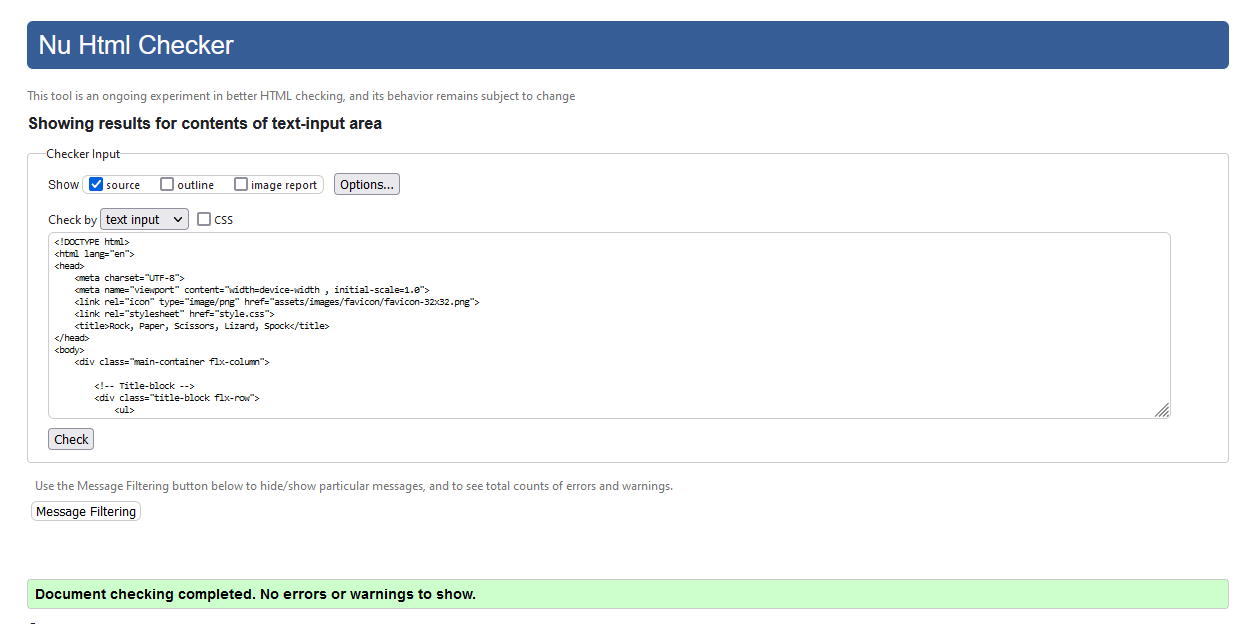 Nu Html Checker
This tool is an ongoing experiment in better HTML checking, and its behavior remains subject to change
Showing results for contents of text-input area
Checker Input
Show source outline image report Options...
Check by text input CSS
<!DOCTYPE html>
<html lang="en">
<head>
    <meta charset="UTF-8">
    <meta name="viewport" content="width=device-width , initial-scale=1.0">
    <link rel="icon" type="image/png" href="assets/images/favicon/favicon-32x32.png">
    <link rel="stylesheet" href="style.css">
    <title>Rock, Paper, Scissors, Lizard, Spock</title>
</head>
<body>
    <div class="main-container flx-column">
        <!-- Title-block -->
        <div class="title-block flx-row">
            <ul>
Check
Use the Message Filtering button below to hide/show particular messages, and to see total counts of errors and warnings.
Message Filtering
Document checking completed. No errors or warnings to show.